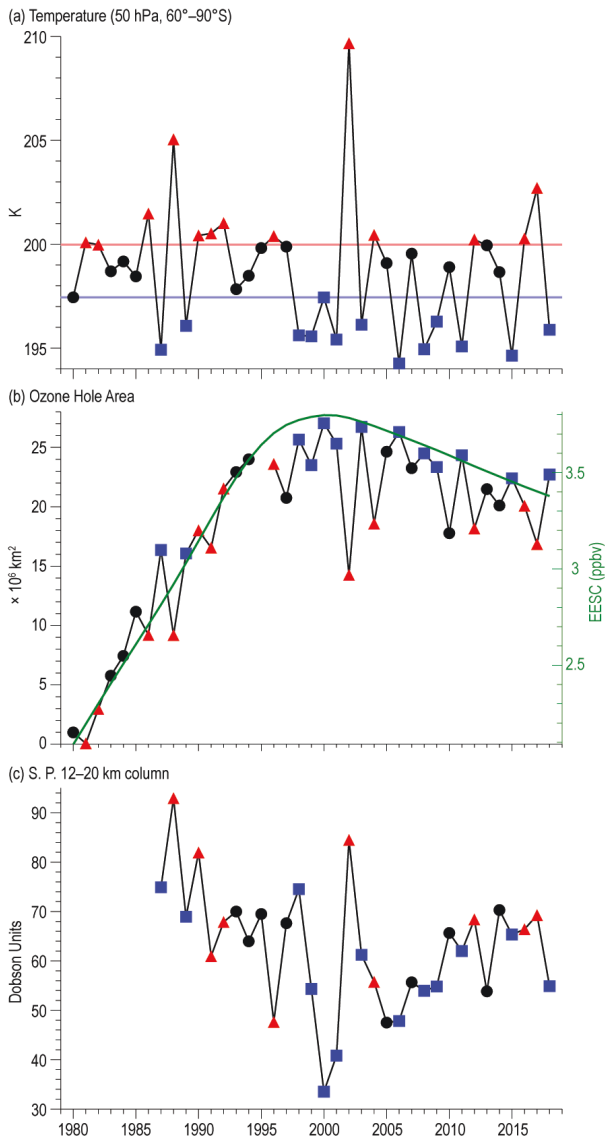 (a) Temperature (50 hPa, 60°–90°S)
210
205
200
195
K
(b) Ozone Hole Area
25
20
15
10
5
0
× 10⁶ km²
3.5
3
2.5
EESC (ppbv)
(c) S. P. 12–20 km column
90
80
70
60
50
40
30
Dobson Units
1980 1985 1990 1995 2000 2005 2010 2015